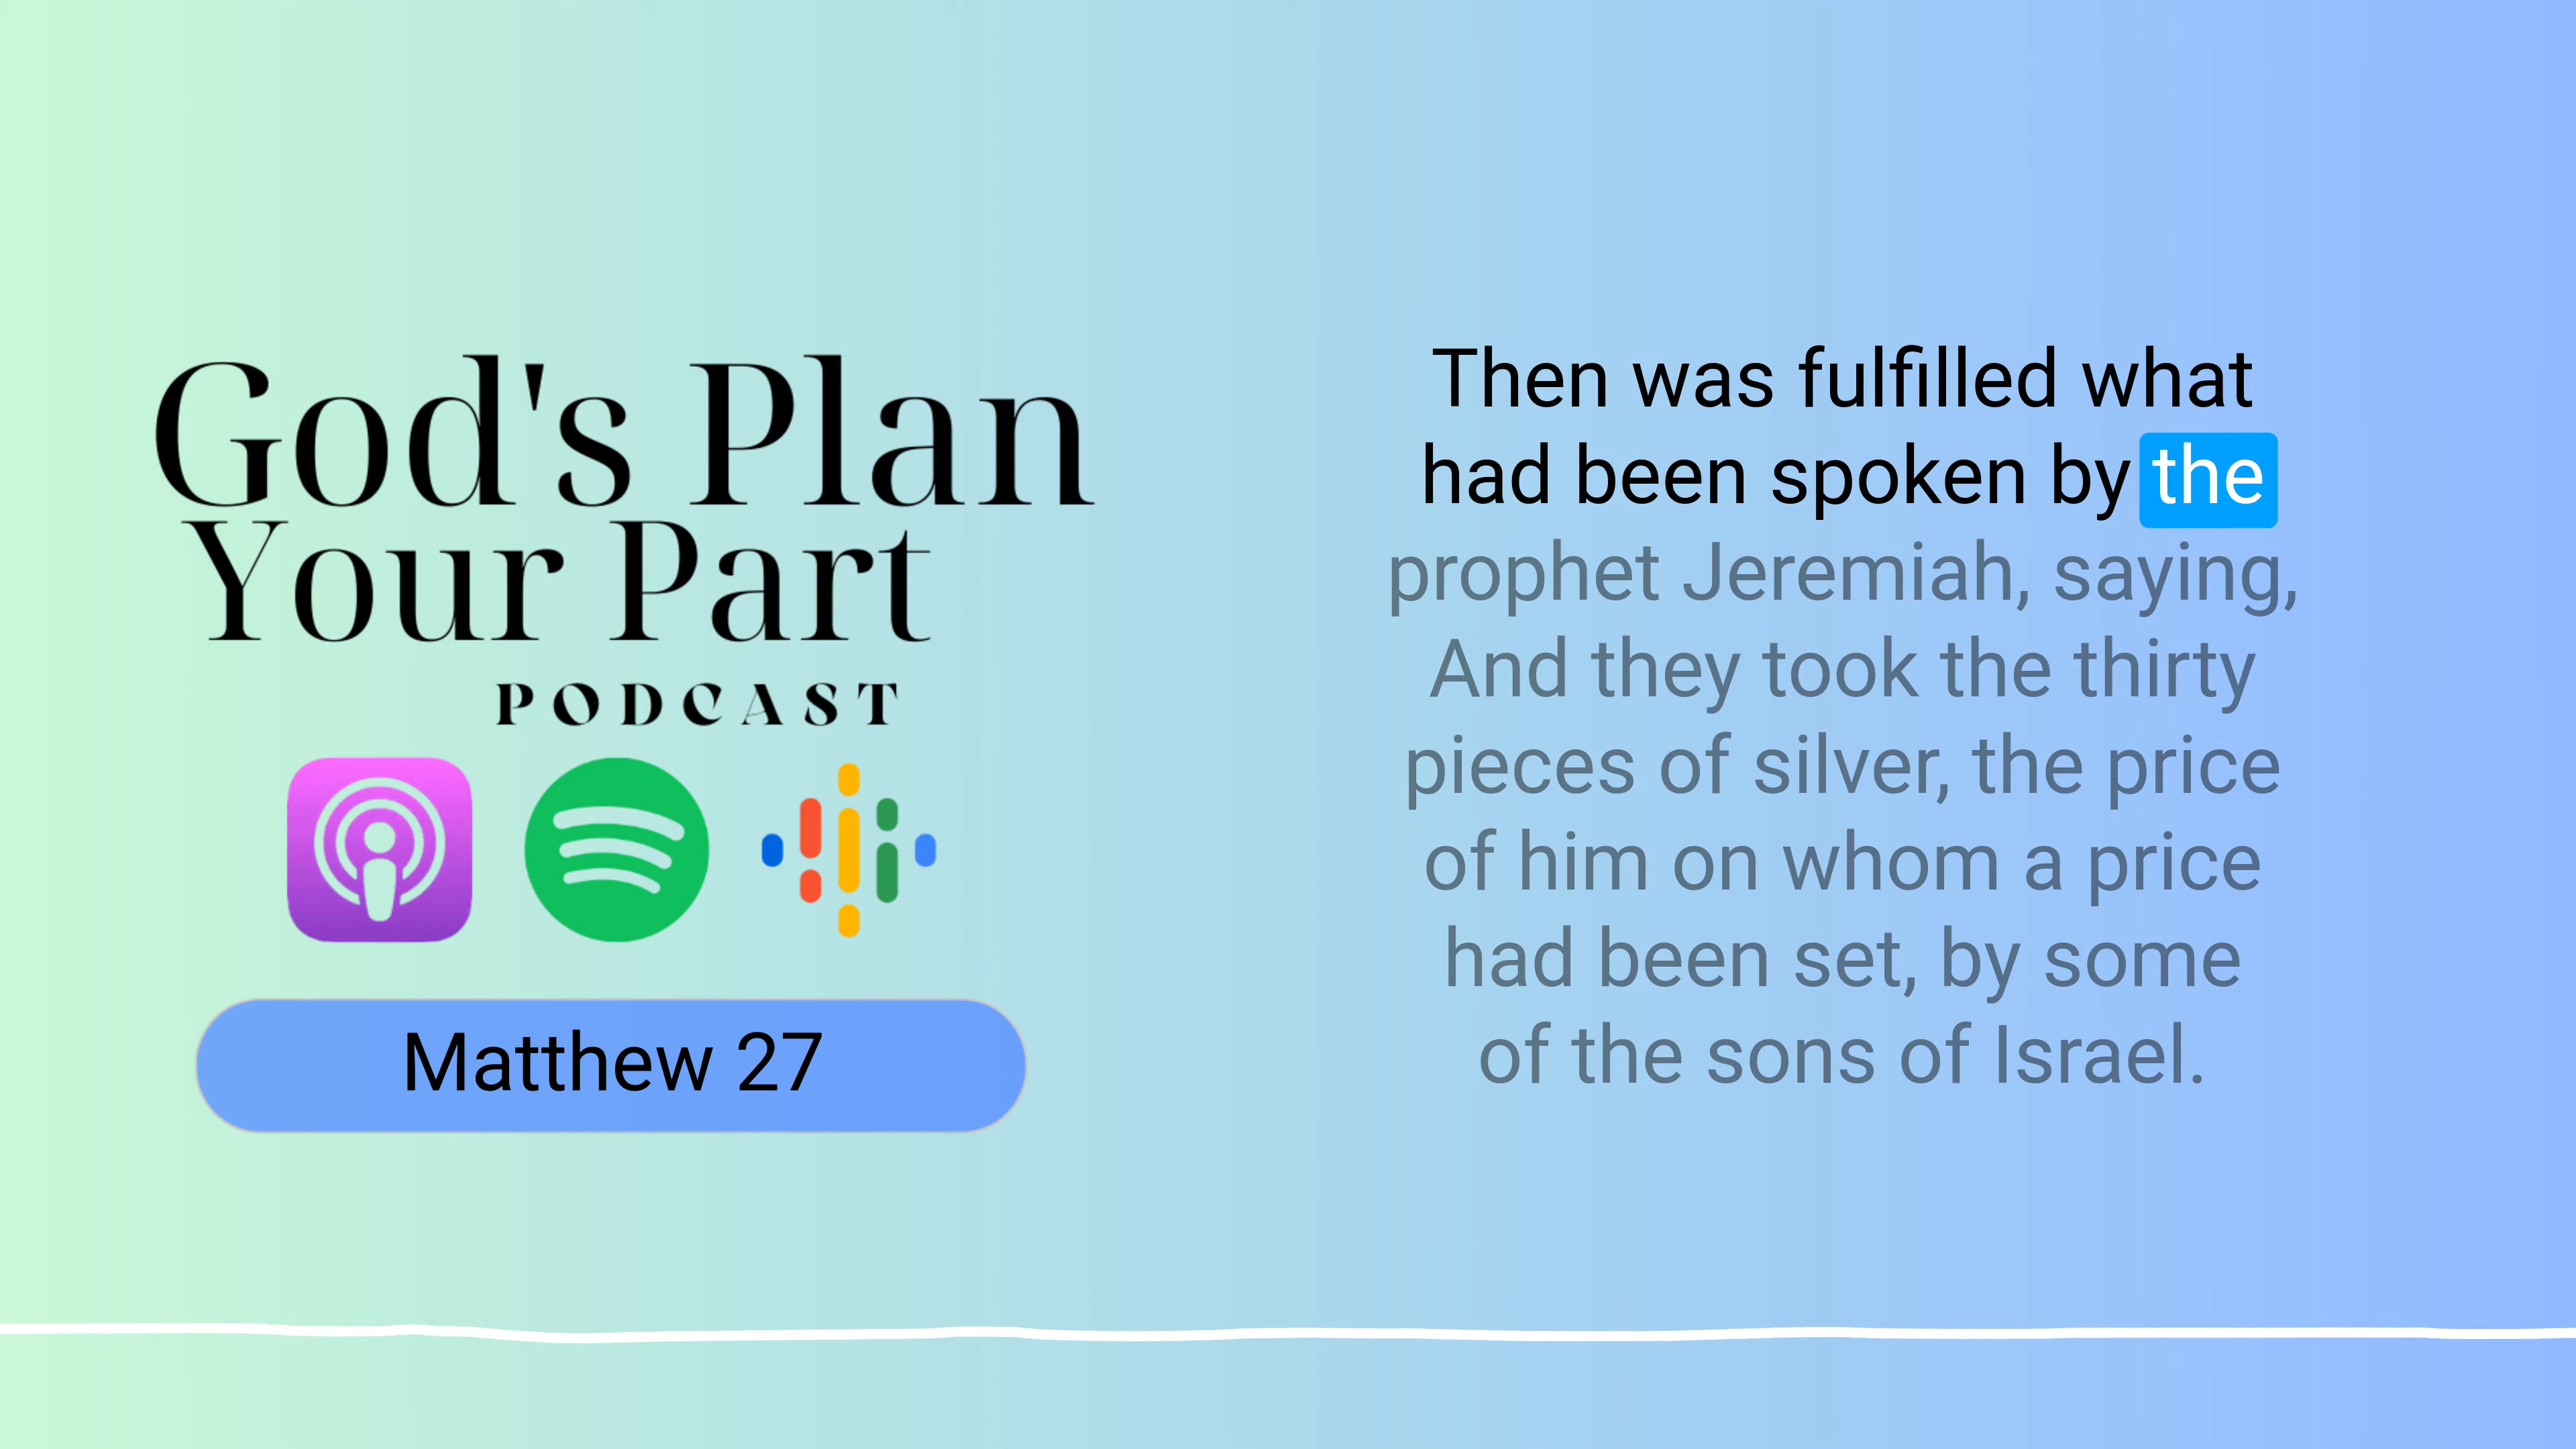 God's Plan
Your Part
PODCAST
Matthew 27
Then was fulfilled what
had been spoken by the
prophet Jeremiah, saying,
And they took the thirty
pieces of silver, the price
of him on whom a price
had been set, by some
of the sons of Israel.